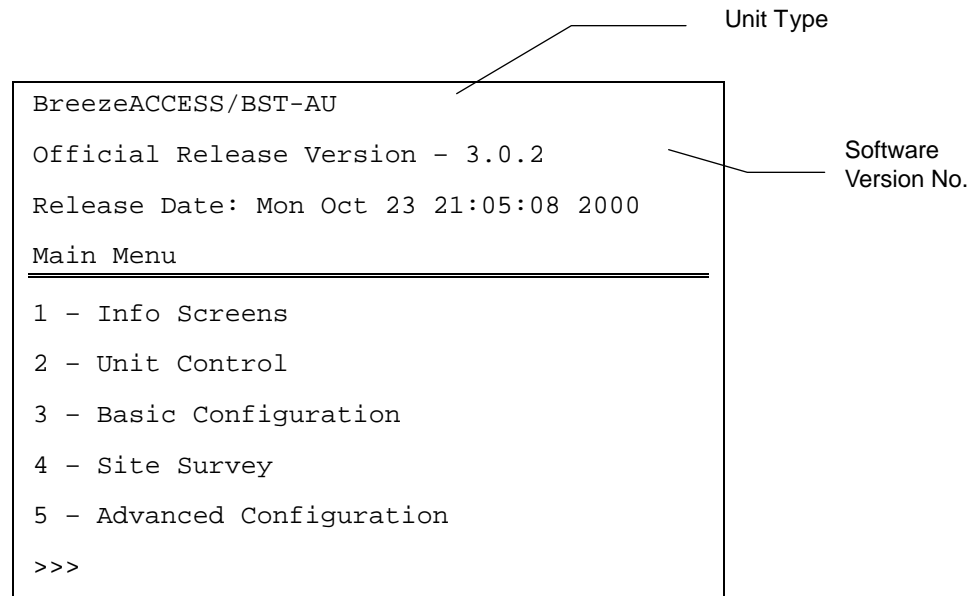 Unit Type
BreezeACCESS/BST-AU
Official Release Version – 3.0.2
Software
Version No.
Release Date: Mon Oct 23 21:05:08 2000
Main Menu
1 – Info Screens
2 – Unit Control
3 – Basic Configuration
4 – Site Survey
5 – Advanced Configuration
>>>